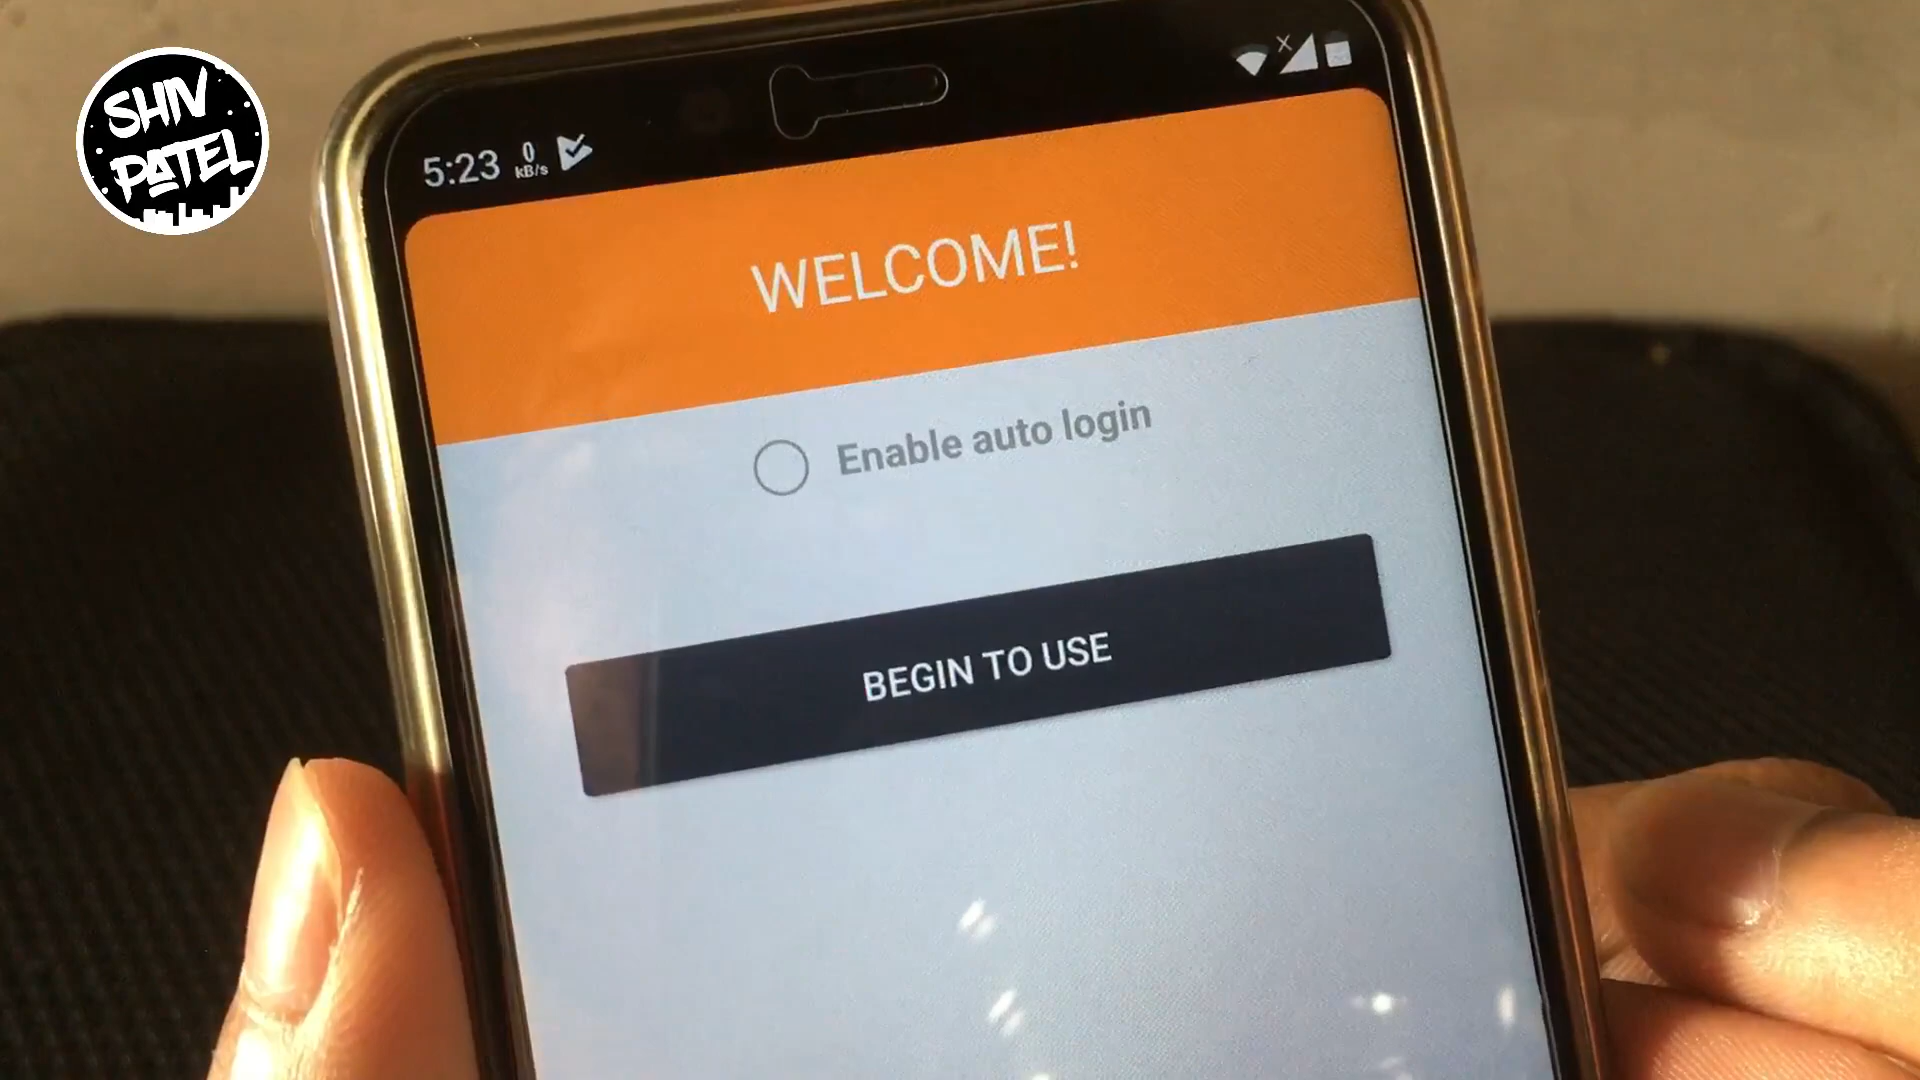 SHIV
PATEL
5:23
0
kB/s
WELCOME!
Enable auto login
BEGIN TO USE